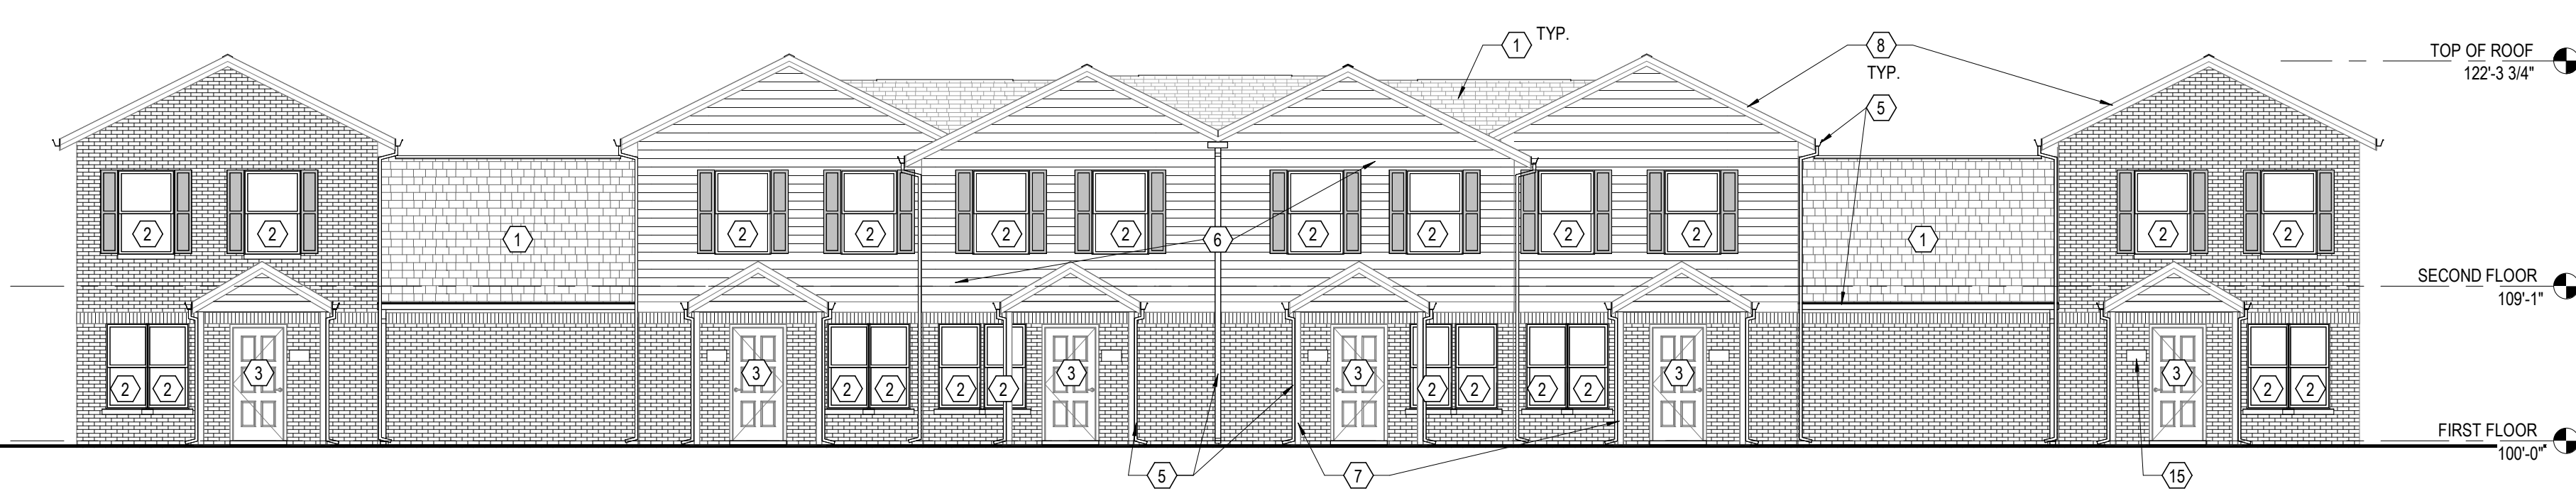 1 TYP.
8
TYP.
TOP OF ROOF
122'-3 3/4"
5
2 2 2 2 2 2 2 2 2 2 2 2
1 6 1
SECOND FLOOR
109'-1"
3 3 3 3 3 3
2 2 2 2 2 2 2 2 2 2 2 2
FIRST FLOOR
100'-0"
5 7 15